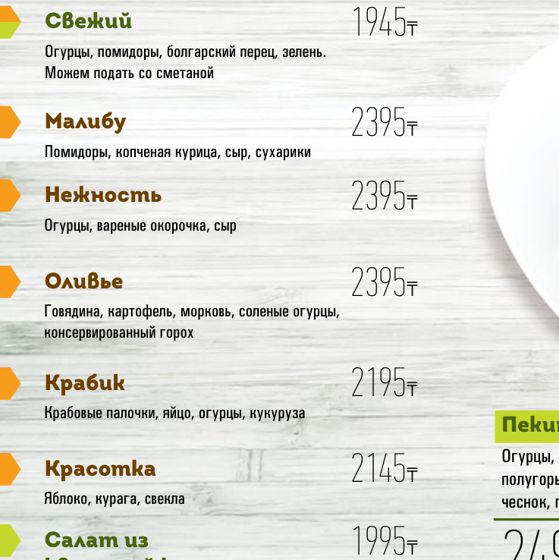 Свежий 1945₸
Огурцы, помидоры, болгарский перец, зелень.
Можем подать со сметаной
Малибу 2395₸
Помидоры, копченая курица, сыр, сухарики
Нежность 2395₸
Огурцы, вареные окорочка, сыр
Оливье 2395₸
Говядина, картофель, морковь, соленые огурцы,
консервированный горох
Крабик 2195₸
Крабовые палочки, яйцо, огурцы, кукуруза
Красотка 2145₸
Яблоко, курага, свекла
Салат из 1995₸
Огурцы,
чеснок,